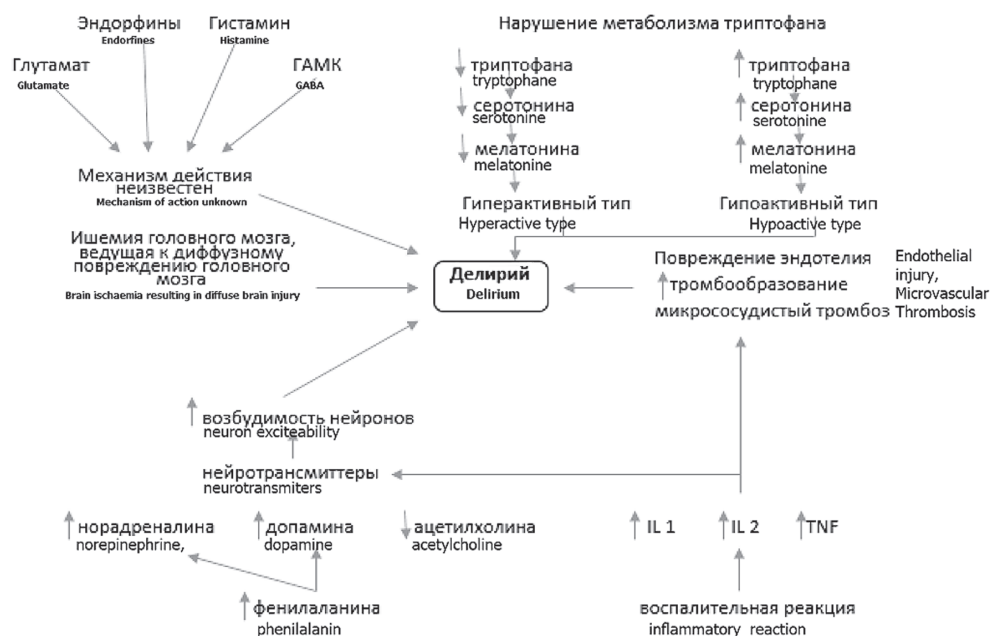 Эндорфины
Endorfines
Гистамин
Histamine
Глутамат
Glutamate
ГАМК
GABA
Механизм действия
неизвестен
Mechanism of action unknown
Ишемия головного мозга,
ведущая к диффузному
повреждению головного
мозга
Brain ischaemia resulting in diffuse brain injury
Нарушение метаболизма триптофана
триптофана
tryptophane
серотонина
serotonine
мелатонина
melatonine
Гиперактивный тип
Hyperactive type
триптофана
tryptophane
серотонина
serotonine
мелатонина
melatonine
Гипоактивный тип
Hypoactive type
Делирий
Delirium
Повреждение эндотелия
тромбообразование
микрососудистый тромбоз
Endothelial
injury,
Microvascular
Thrombosis
возбудимость нейронов
neuron exciteability
нейротрансмиттеры
neurotransmiters
норадреналина
norepinephrine,
допамина
dopamine
ацетилхолина
acetylcholine
IL 1
IL 2
TNF
фенилаланина
phenilalanin
воспалительная реакция
inflammatory reaction